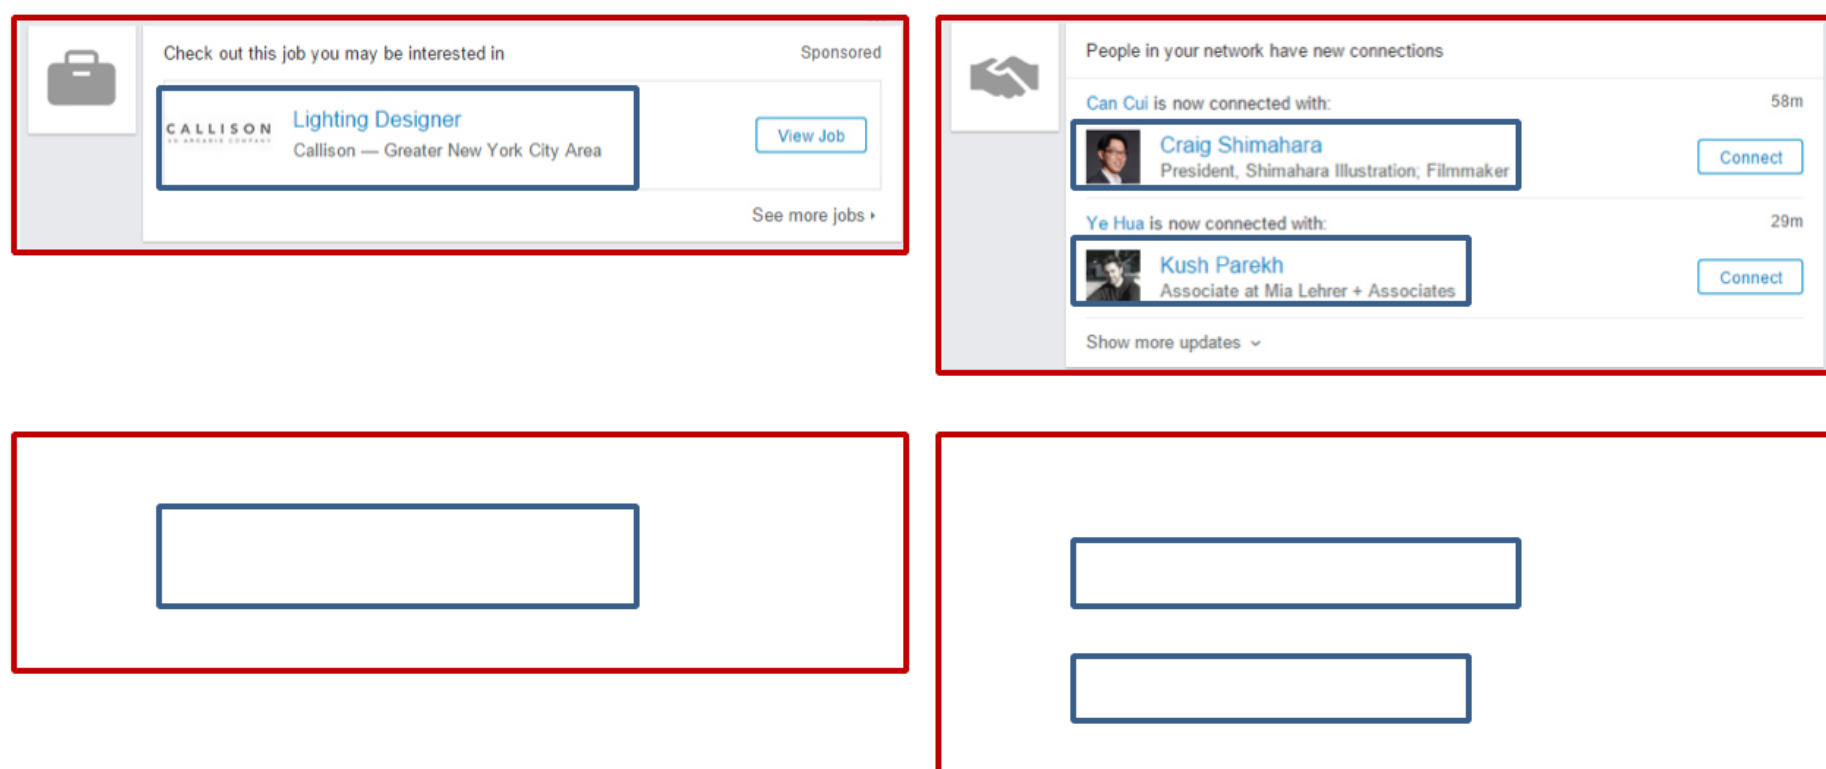 Check out this job you may be interested in
Sponsored
CALLISON
AN ARCADIS COMPANY
Lighting Designer
Callison — Greater New York City Area
View Job
See more jobs
People in your network have new connections
Can Cui is now connected with:
58m
Craig Shimahara
President, Shimahara Illustration; Filmmaker
Connect
Ye Hua is now connected with:
29m
Kush Parekh
Associate at Mia Lehrer + Associates
Connect
Show more updates